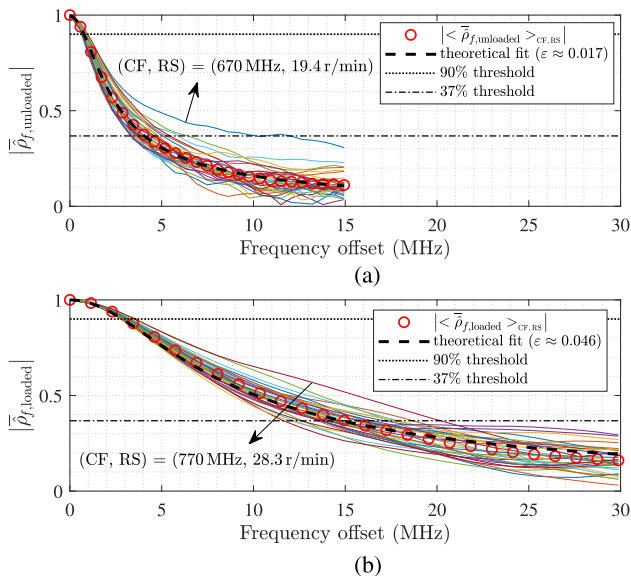 1
0.5
0
|ρ̂̅_{f,unloaded}|
(CF, RS) = (670 MHz, 19.4 r/min)
|< ρ̂̅_{f,unloaded} >_{CF,RS}|
theoretical fit (ε ≈ 0.017)
90% threshold
37% threshold
0 5 10 15 20 25 30
Frequency offset (MHz)
(a)
1
0.5
0
|ρ̂̅_{f,loaded}|
|< ρ̂̅_{f,loaded} >_{CF,RS}|
theoretical fit (ε ≈ 0.046)
90% threshold
37% threshold
(CF, RS) = (770 MHz, 28.3 r/min)
0 5 10 15 20 25 30
Frequency offset (MHz)
(b)